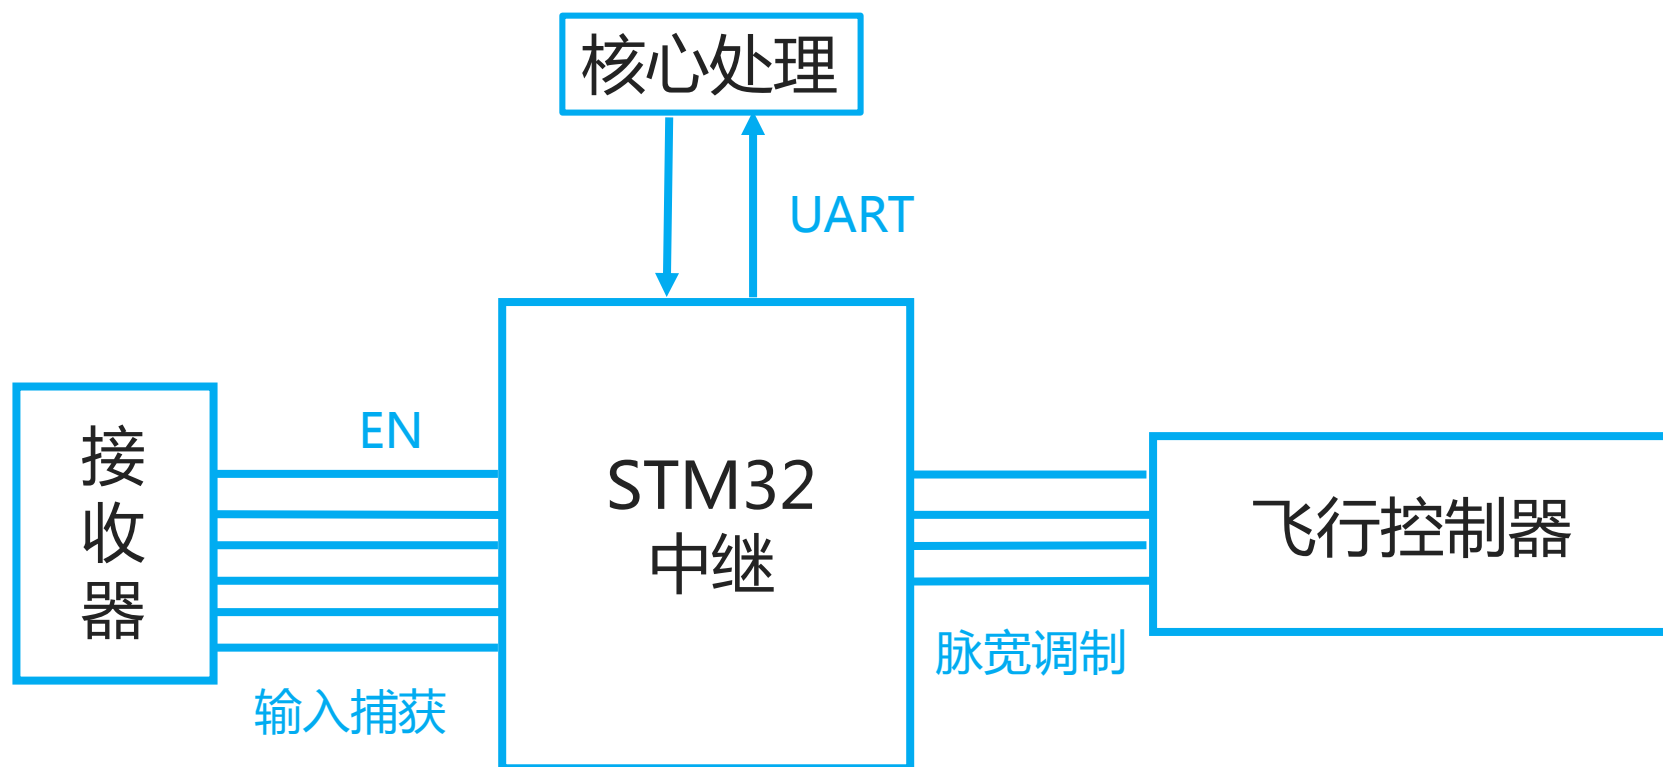 核心处理
UART
EN
接
收
器
STM32
中继
飞行控制器
脉宽调制
输入捕获